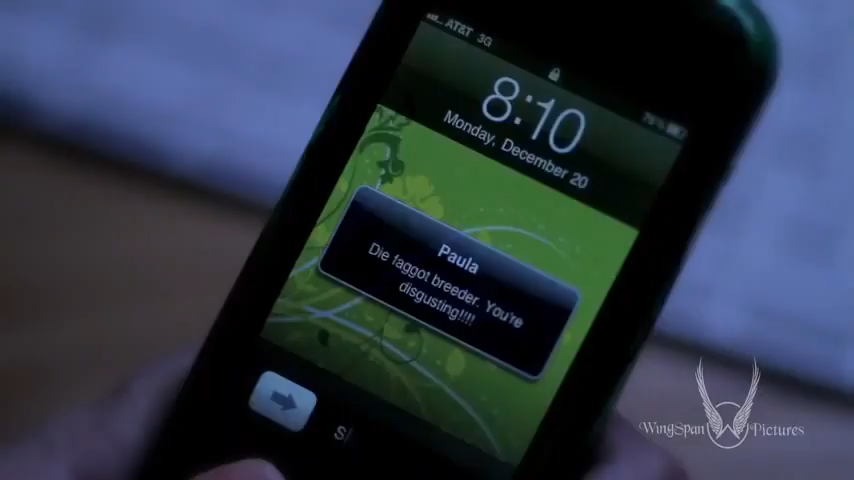 AT&T 3G
8:10
Monday, December 20
Paula
Die faggot breeder. You're
disgusting!!!!
WingSpan Pictures